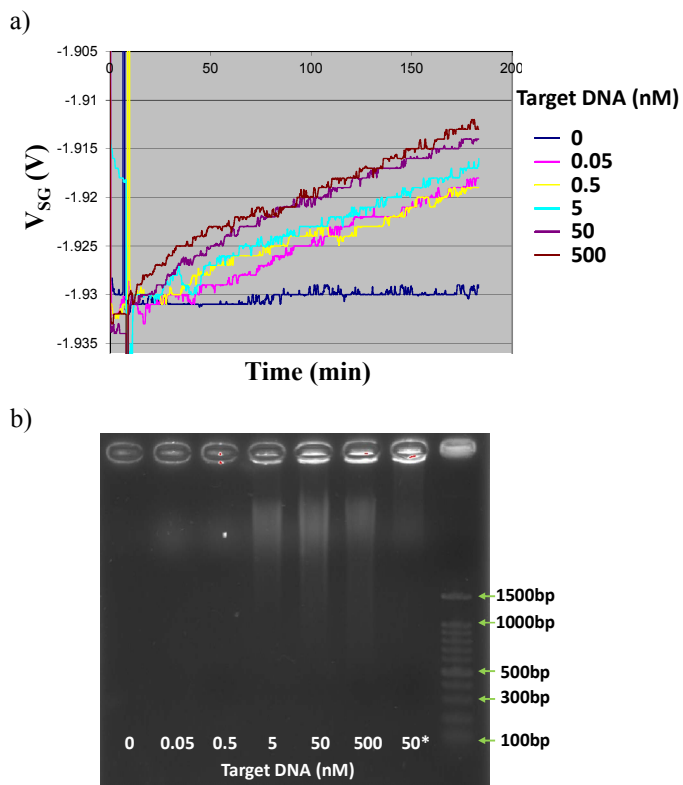 a)
-1.905
0 50 100 150 200
-1.91
-1.915
-1.92
-1.925
-1.93
-1.935
V_SG (V)
Time (min)
Target DNA (nM)
0
0.05
0.5
5
50
500
b)
1500bp
1000bp
500bp
300bp
100bp
0 0.05 0.5 5 50 500 50*
Target DNA (nM)